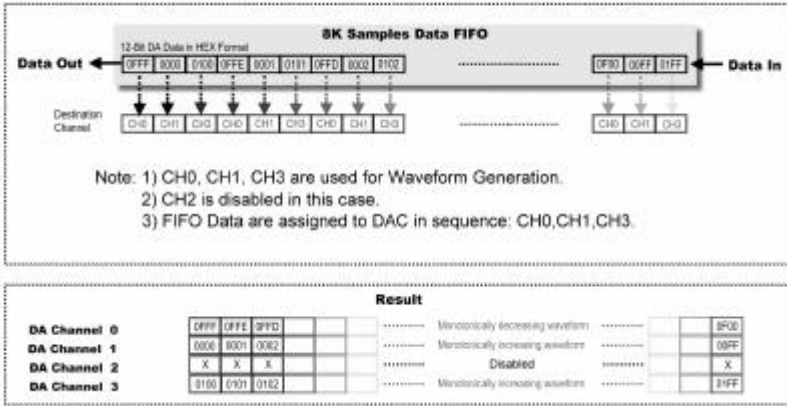 8K Samples Data FIFO
12-Bit DA Data in HEX Format
Data Out 0FFF 0000 0100 0FFE 0001 0101 0FFD 0002 0102 0F00 00FF 01FF Data In
Destination
Channel
CH0 CH1 CH3 CH0 CH1 CH3 CH0 CH1 CH3 CH0 CH1 CH3
Note: 1) CH0, CH1, CH3 are used for Waveform Generation.
2) CH2 is disabled in this case.
3) FIFO Data are assigned to DAC in sequence: CH0,CH1,CH3.
Result
DA Channel 0 0FFF 0FFE 0FFD Monotonically decreasing waveform 0F00
DA Channel 1 0000 0001 0002 Monotonically increasing waveform 00FF
DA Channel 2 X X X Disabled X
DA Channel 3 0100 0101 0102 Monotonically increasing waveform 01FF